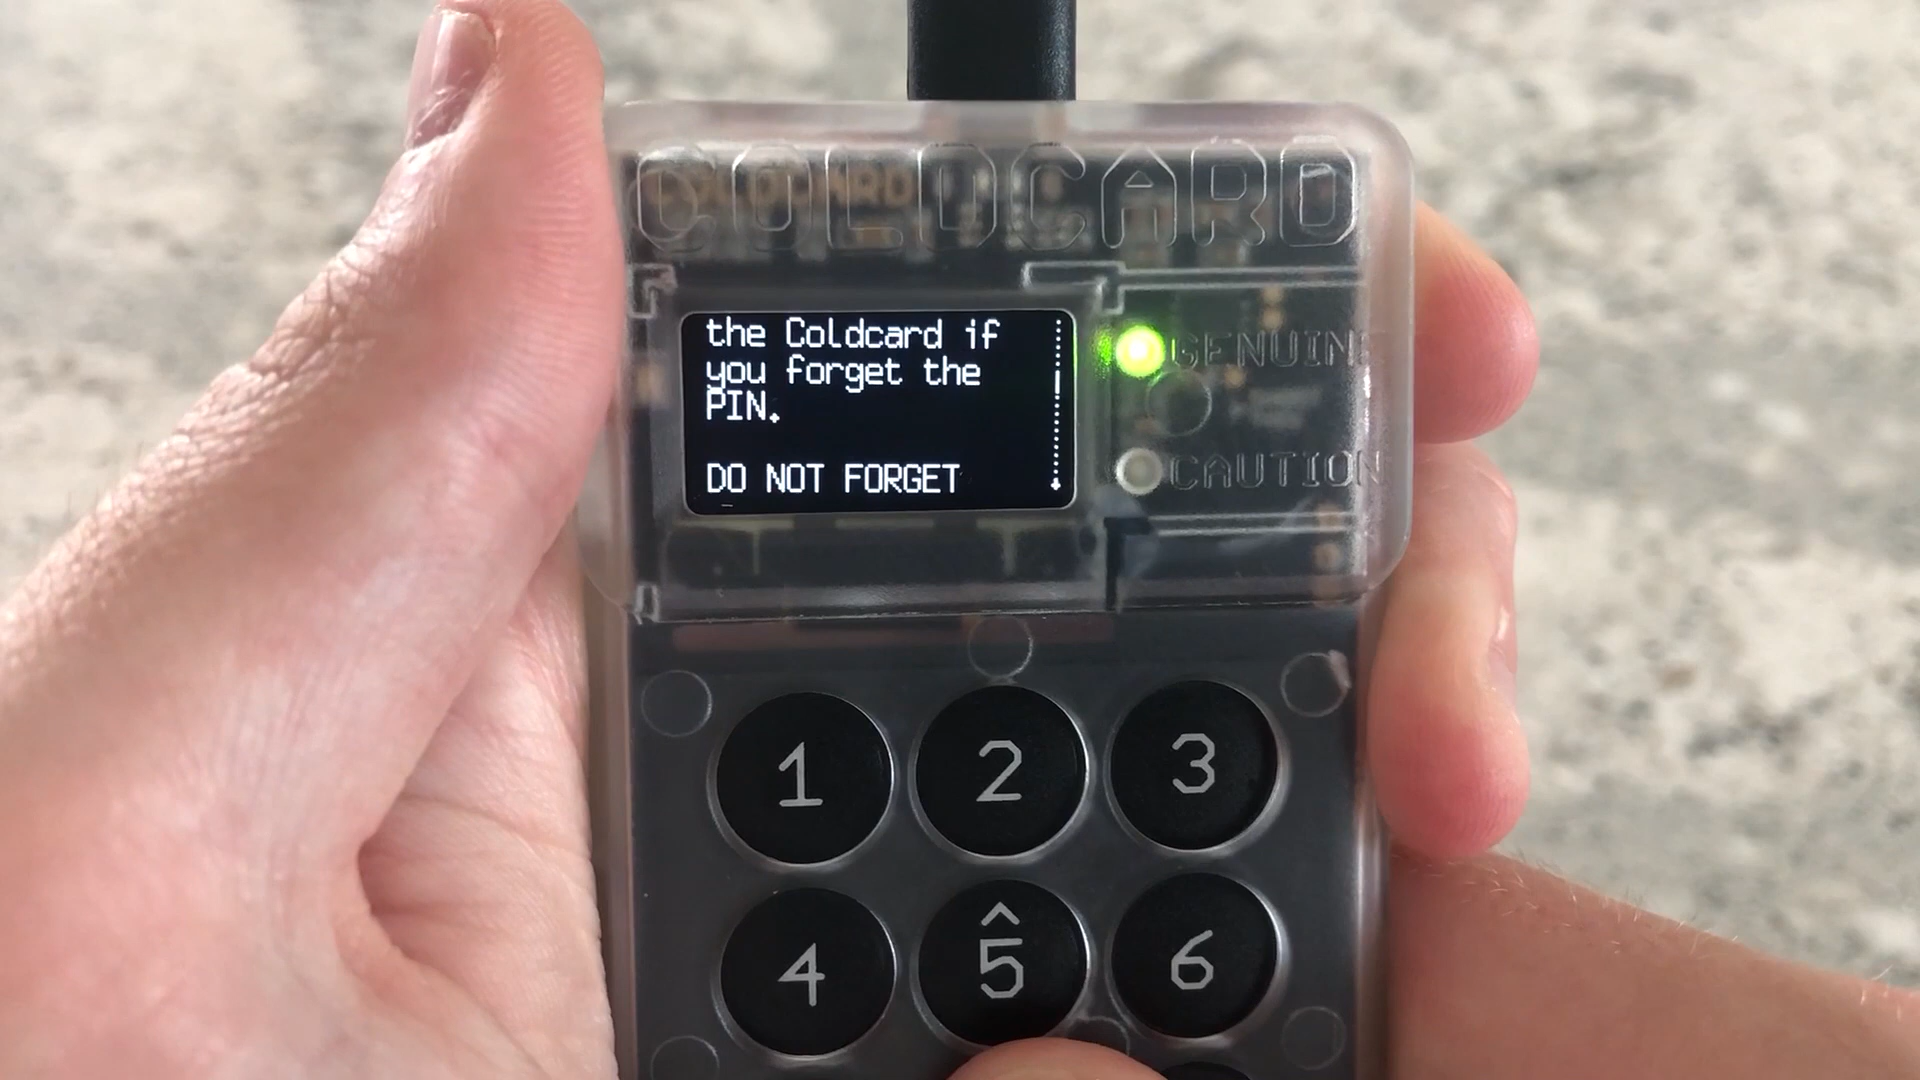 COLDCARD
the Coldcard if
you forget the
PIN.
DO NOT FORGET
GENUINE
CAUTION
1 2 3
4 ^ 5 6